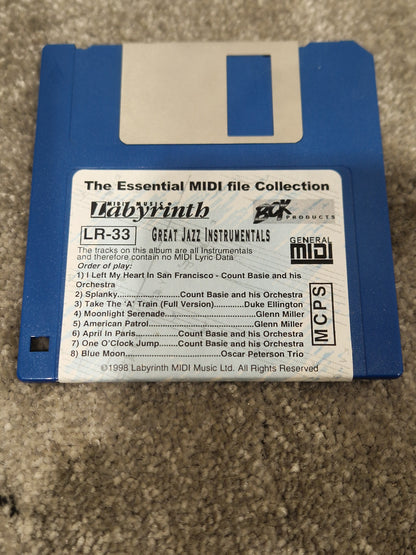 The Essential MIDI file Collection
MIDI MUSIC
Labyrinth
PRODUCTS
LR-33 GREAT JAZZ INSTRUMENTALS
GENERAL
MIDI
The tracks on this album are all Instrumentals
and therefore contain no MIDI Lyric Data
Order of play:
1) I Left My Heart In San Francisco - Count Basie and his
Orchestra
2) Splanky..................Count Basie and his Orchestra
3) Take The 'A' Train (Full Version).........Duke Ellington
4) Moonlight Serenade...........................Glenn Miller
5) American Patrol.................................Glenn Miller
6) April In Paris...........Count Basie and his Orchestra
7) One O'Clock Jump.....Count Basie and his Orchestra
8) Blue Moon............................Oscar Peterson Trio
MCPS
©1998 Labyrinth MIDI Music Ltd. All Rights Reserved